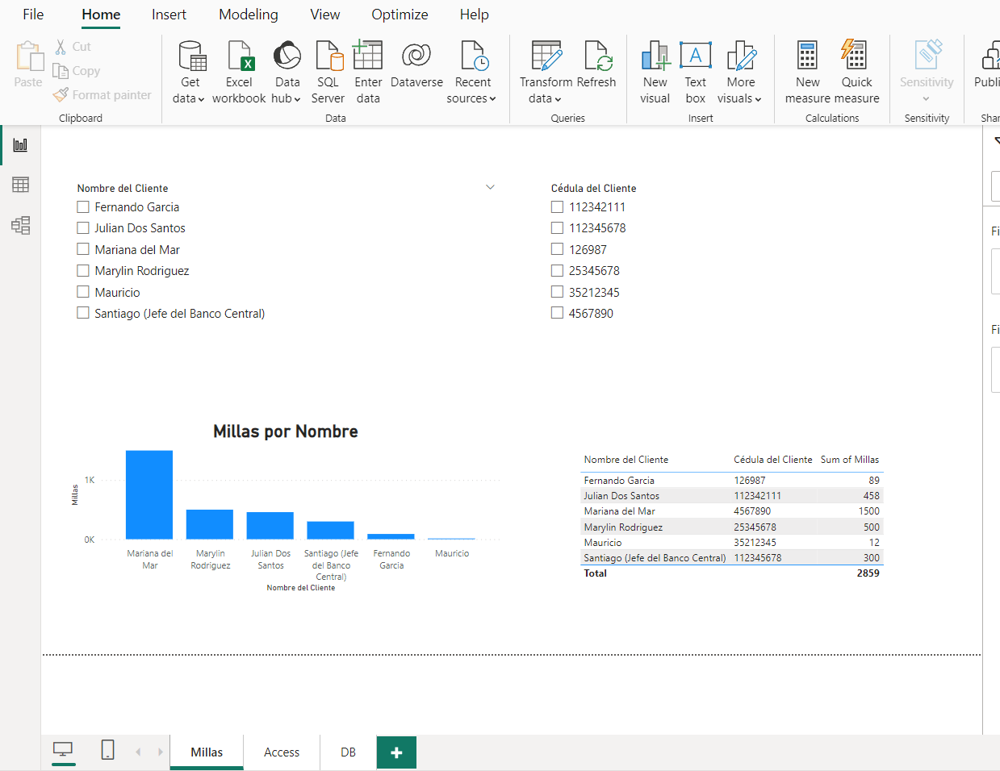 File Home Insert Modeling View Optimize Help
Paste
Cut
Copy
Format painter
Clipboard
Get data
Excel workbook
Data hub
SQL Server
Enter data
Dataverse
Recent sources
Data
Transform data
Refresh
Queries
New visual
Text box
More visuals
Insert
New measure
Quick measure
Calculations
Sensitivity
Sensitivity
Publi
Shar
Nombre del Cliente
Fernando Garcia
Julian Dos Santos
Mariana del Mar
Marylin Rodriguez
Mauricio
Santiago (Jefe del Banco Central)
Cédula del Cliente
112342111
112345678
126987
25345678
35212345
4567890
Fi
Fi
Millas por Nombre
Millas
1K
0K
Mariana del Mar
Marylin Rodriguez
Julian Dos Santos
Santiago (Jefe del Banco Central)
Fernando Garcia
Mauricio
Nombre del Cliente
Nombre del Cliente Cédula del Cliente Sum of Millas
Fernando Garcia 126987 89
Julian Dos Santos 112342111 458
Mariana del Mar 4567890 1500
Marylin Rodriguez 25345678 500
Mauricio 35212345 12
Santiago (Jefe del Banco Central) 112345678 300
Total 2859
Millas Access DB